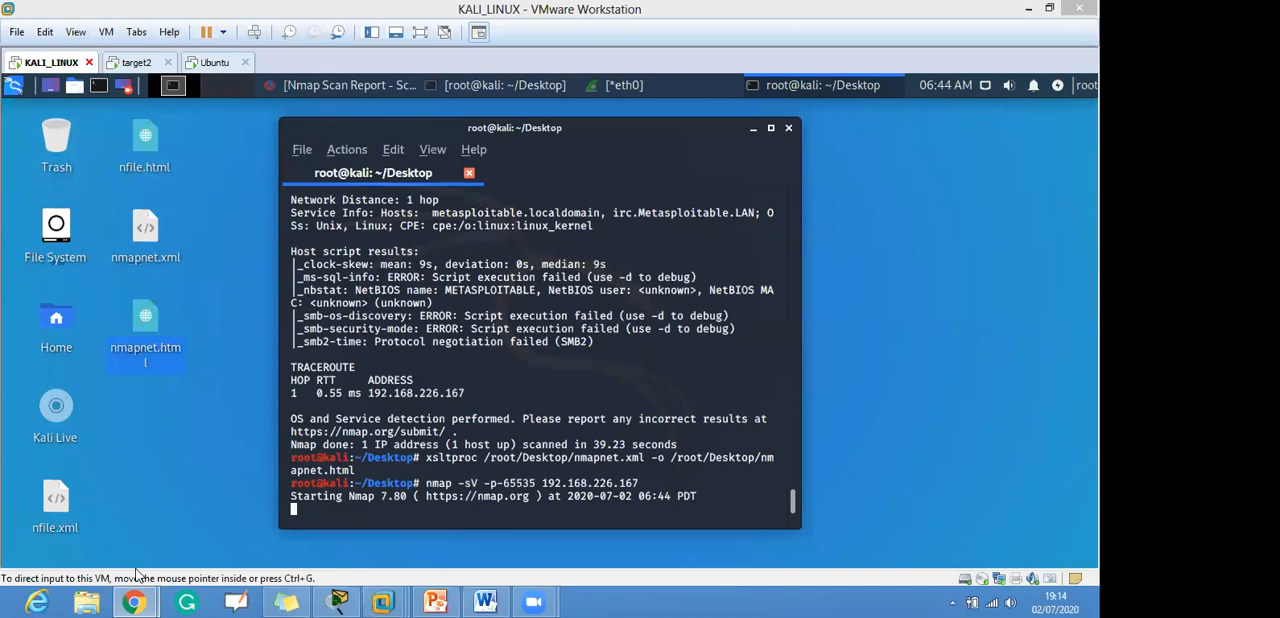 KALI_LINUX - VMware Workstation
File Edit View VM Tabs Help
KALI_LINUX target2 Ubuntu
[Nmap Scan Report - Sc... [root@kali: ~/Desktop] [*eth0] root@kali: ~/Desktop 06:44 AM root
Trash
nfile.html
File System
nmapnet.xml
Home
nmapnet.htm
l
Kali Live
nfile.xml
root@kali: ~/Desktop
File Actions Edit View Help
root@kali: ~/Desktop
Network Distance: 1 hop
Service Info: Hosts:  metasploitable.localdomain, irc.Metasploitable.LAN; O
Ss: Unix, Linux; CPE: cpe:/o:linux:linux_kernel
Host script results:
|_clock-skew: mean: 9s, deviation: 0s, median: 9s
|_ms-sql-info: ERROR: Script execution failed (use -d to debug)
|_nbstat: NetBIOS name: METASPLOITABLE, NetBIOS user: <unknown>, NetBIOS MA
C: <unknown> (unknown)
|_smb-os-discovery: ERROR: Script execution failed (use -d to debug)
|_smb-security-mode: ERROR: Script execution failed (use -d to debug)
|_smb2-time: Protocol negotiation failed (SMB2)
TRACEROUTE
HOP RTT     ADDRESS
1   0.55 ms 192.168.226.167
OS and Service detection performed. Please report any incorrect results at
https://nmap.org/submit/ .
Nmap done: 1 IP address (1 host up) scanned in 39.23 seconds
root@kali:~/Desktop# xsltproc /root/Desktop/nmapnet.xml -o /root/Desktop/nm
apnet.html
root@kali:~/Desktop# nmap -sV -p-65535 192.168.226.167
Starting Nmap 7.80 ( https://nmap.org ) at 2020-07-02 06:44 PDT
To direct input to this VM, move the mouse pointer inside or press Ctrl+G.
19:14
02/07/2020